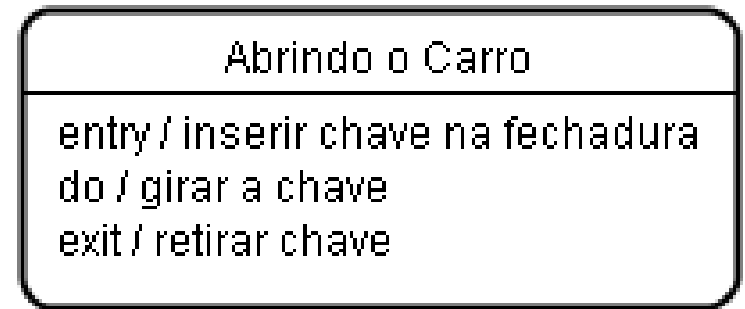 Abrindo o Carro
entry / inserir chave na fechadura
do / girar a chave
exit / retirar chave